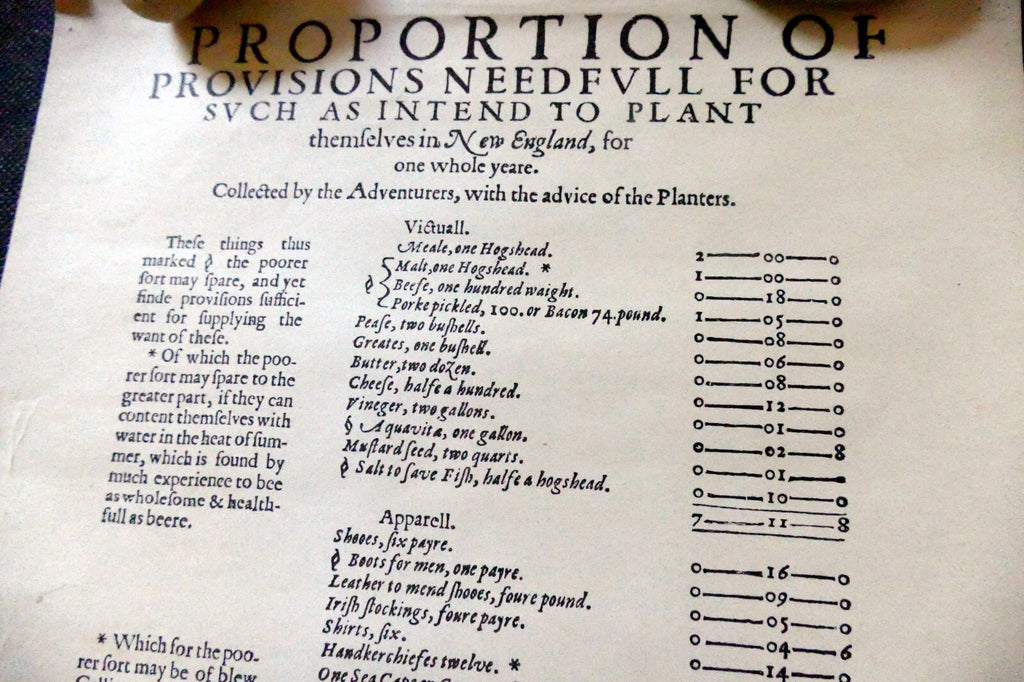 PROPORTION OF
PROVISIONS NEEDFVLL FOR
SVCH AS INTEND TO PLANT
themſelves in New England, for
one whole yeare.
Collected by the Adventurers, with the advice of the Planters.
Theſe things thus
marked § the poorer
ſort may ſpare, and yet
finde proviſions ſuffici-
ent for ſupplying the
want of theſe.
* Of which the poo-
rer ſort may ſpare to the
greater part, if they can
content themſelves with
water in the heat of ſum-
mer, which is found by
much experience to bee
as wholeſome & health-
full as beere.
* Which for the poo-
rer ſort may be of blew
Victuall.
Meale, one Hogshead.
Malt, one Hogshead. *
§ Beefe, one hundred waight.
Porke pickled, 100. or Bacon 74. pound.
Peaſe, two buſhells.
Greates, one buſhell.
Butter, two dozen.
Cheeſe, halfe a hundred.
Vineger, two gallons.
§ Aquavita, one gallon.
Muſtard ſeed, two quarts.
§ Salt to ſave Fiſh, halfe a hogshead.
Apparell.
Shooes, ſix payre.
§ Boots for men, one payre.
Leather to mend ſhooes, foure pound.
Iriſh ſtockings, foure payre.
Shirts, ſix.
Handkerchiefes twelve. *
One Sea
2—00—0
1—00—0
0—18—0
1—05—0
0—08—0
0—06—0
0—08—0
0—12—0
0—01—0
0—02—8
0—01—
0—10—0
7—11—8
0—16—0
0—09—0
0—05—0
0—04—6
0—14—0